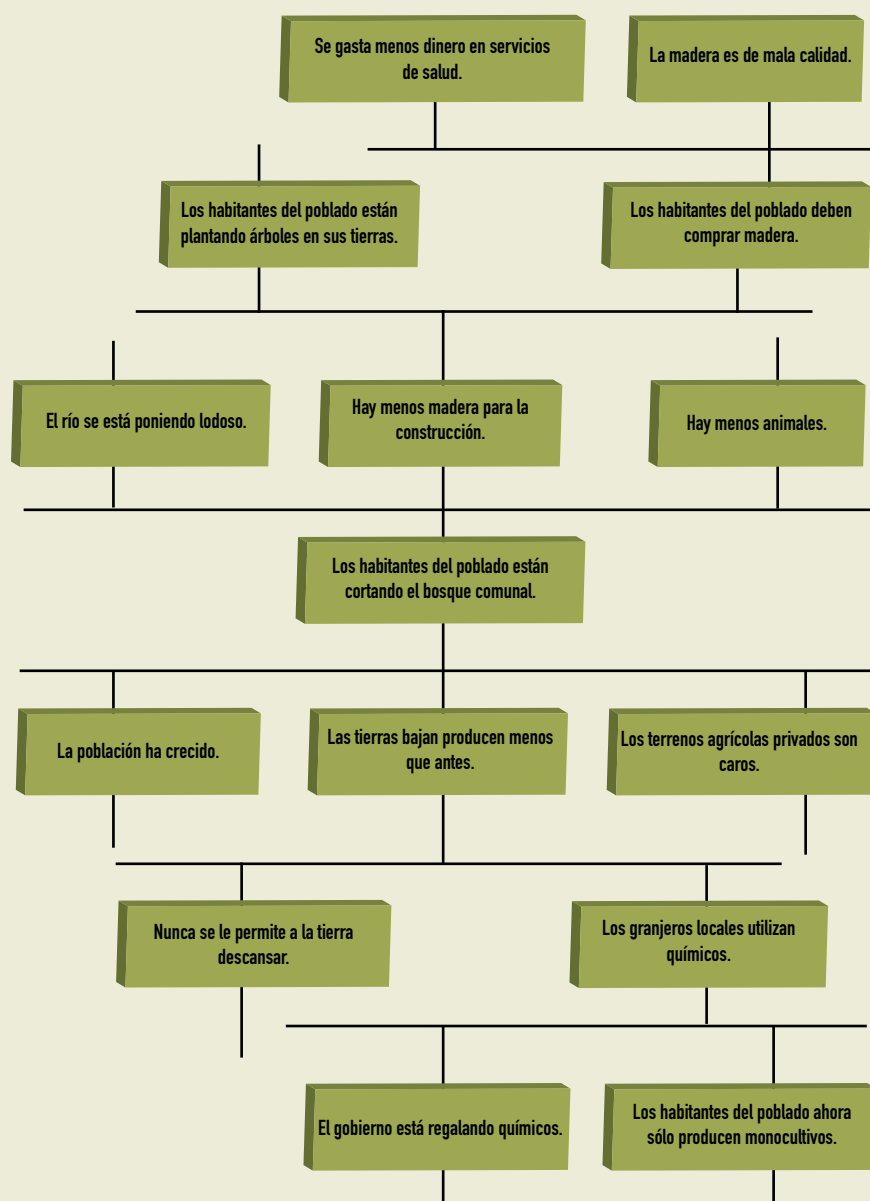 Se gasta menos dinero en servicios
de salud.
La madera es de mala calidad.
Los habitantes del poblado están
plantando árboles en sus tierras.
Los habitantes del poblado deben
comprar madera.
El río se está poniendo lodoso.
Hay menos madera para la
construcción.
Hay menos animales.
Los habitantes del poblado están
cortando el bosque comunal.
La población ha crecido.
Las tierras bajan producen menos
que antes.
Los terrenos agrícolas privados son
caros.
Nunca se le permite a la tierra
descansar.
Los granjeros locales utilizan
químicos.
El gobierno está regalando químicos.
Los habitantes del poblado ahora
sólo producen monocultivos.